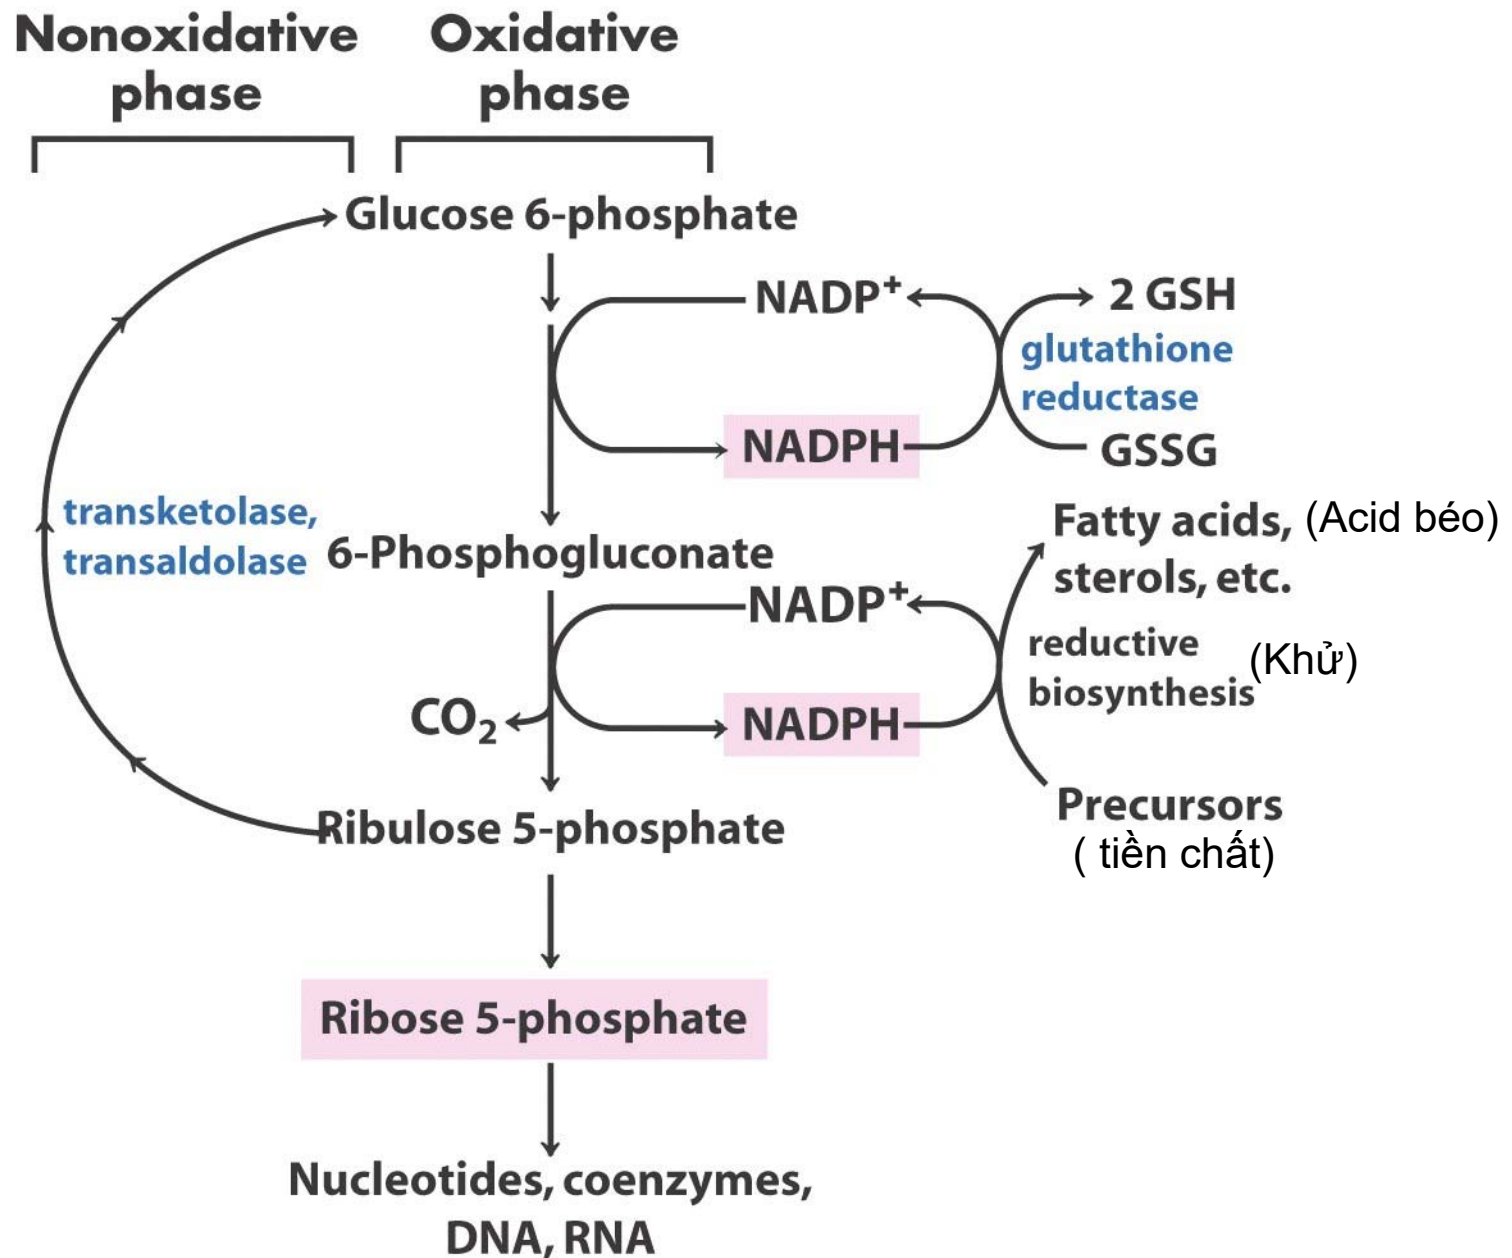 Nonoxidative
phase
Oxidative
phase
Glucose 6-phosphate
NADP⁺
2 GSH
glutathione
reductase
NADPH
GSSG
transketolase,
transaldolase
6-Phosphogluconate
Fatty acids, (Acid béo)
sterols, etc.
NADP⁺
reductive
biosynthesis
(Khử)
CO₂
NADPH
Ribulose 5-phosphate
Precursors
( tiền chất)
Ribose 5-phosphate
Nucleotides, coenzymes,
DNA, RNA